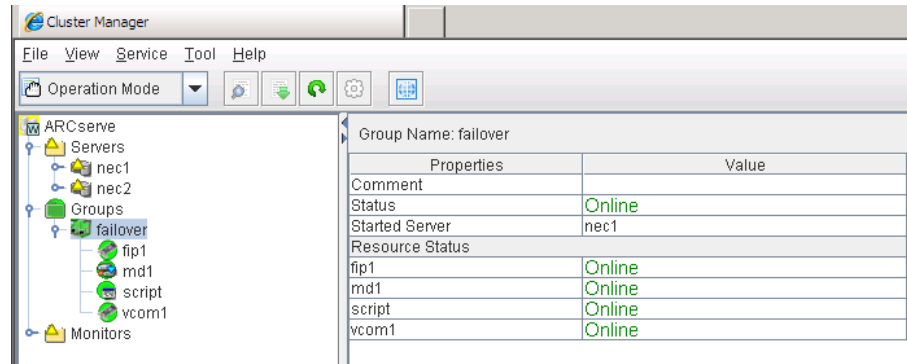 Cluster Manager
File View Service Tool Help
Operation Mode
ARCserve
Servers
nec1
nec2
Groups
failover
fip1
md1
script
vcom1
Monitors
Group Name: failover
Properties Value
Comment
Status Online
Started Server nec1
Resource Status
fip1 Online
md1 Online
script Online
vcom1 Online